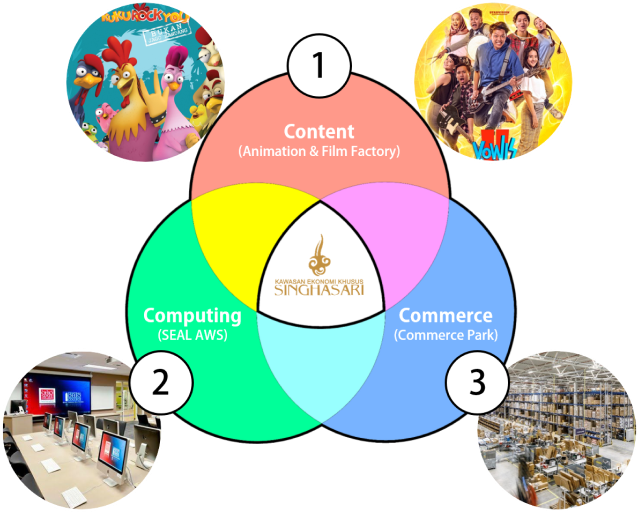 KUKUROCKYOU
BUKAN
1
Content
(Animation & Film Factory)
YOWIS
KAWASAN EKONOMI KHUSUS
SINGHASARI
Computing
(SEAL AWS)
Commerce
(Commerce Park)
2
3